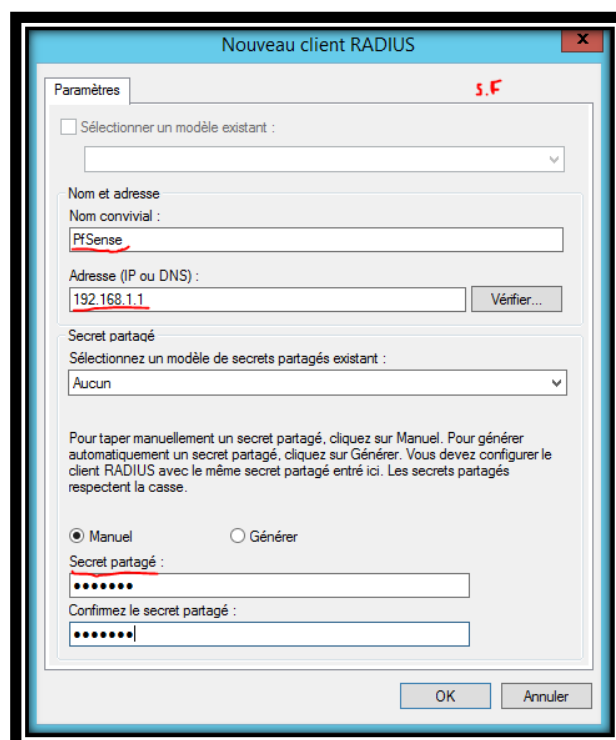 Nouveau client RADIUS
x
Paramètres
S.F
Sélectionner un modèle existant :
Nom et adresse
Nom convivial :
PfSense
Adresse (IP ou DNS) :
192.168.1.1
Vérifier...
Secret partagé
Sélectionnez un modèle de secrets partagés existant :
Aucun
Pour taper manuellement un secret partagé, cliquez sur Manuel. Pour générer
automatiquement un secret partagé, cliquez sur Générer. Vous devez configurer le
client RADIUS avec le même secret partagé entré ici. Les secrets partagés
respectent la casse.
Manuel
Générer
Secret partagé :
•••••••
Confirmez le secret partagé :
•••••••
OK
Annuler